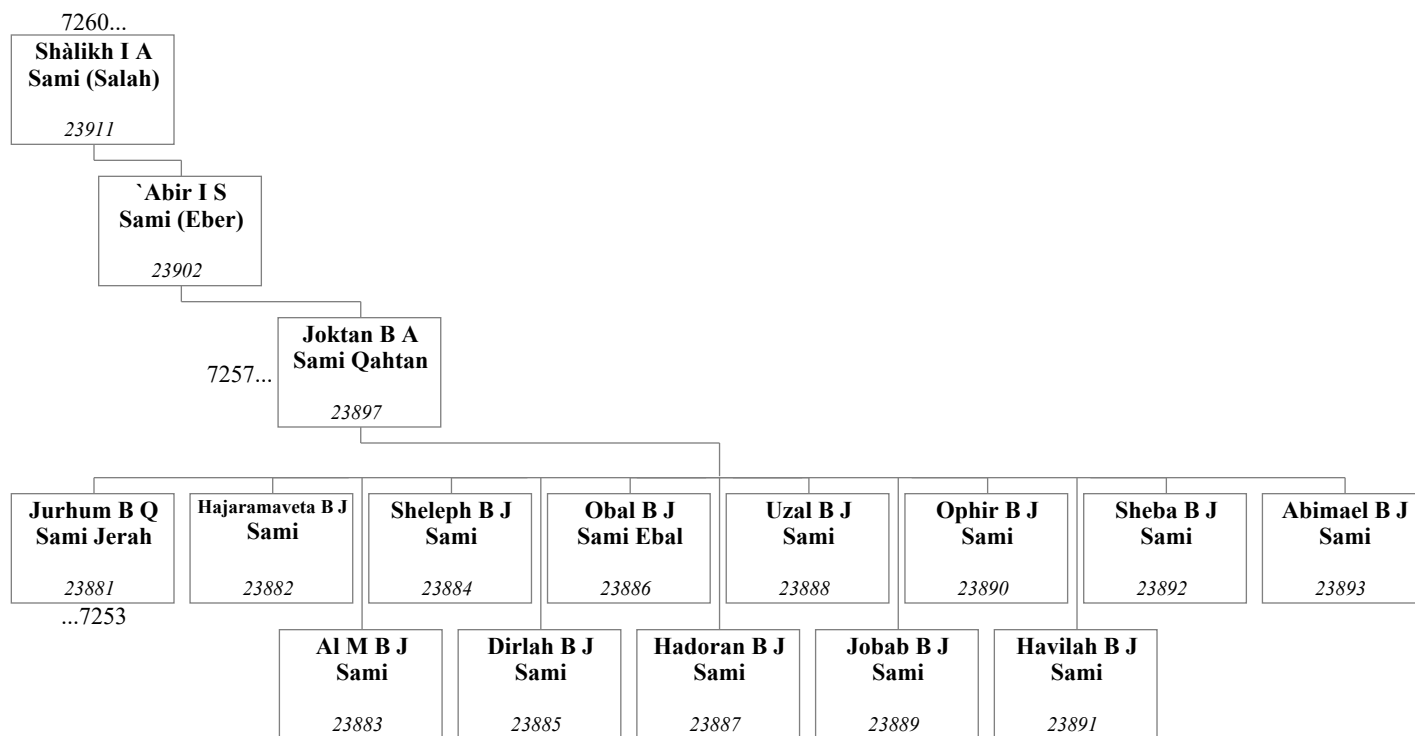 7260...
Shàlikh I A
Sami (Salah)
23911
`Abir I S
Sami (Eber)
23902
Joktan B A
Sami Qahtan
7257...
23897
Jurhum B Q
Sami Jerah
23881
...7253
Hajaramaveta B J
Sami
23882
Sheleph B J
Sami
23884
Obal B J
Sami Ebal
23886
Uzal B J
Sami
23888
Ophir B J
Sami
23890
Sheba B J
Sami
23892
Abimael B J
Sami
23893
Al M B J
Sami
23883
Dirlah B J
Sami
23885
Hadoran B J
Sami
23887
Jobab B J
Sami
23889
Havilah B J
Sami
23891